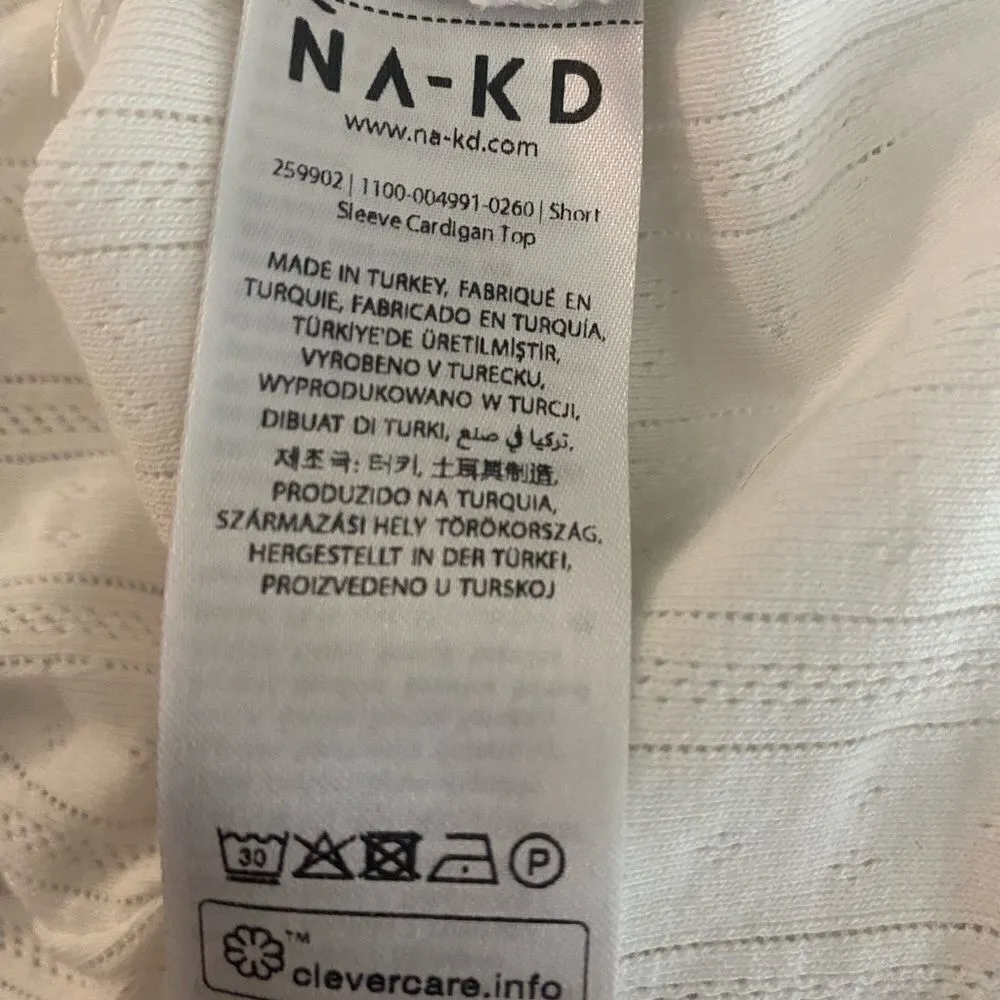 NA-KD
www.na-kd.com
259902 | 1100-004991-0260 | Short
Sleeve Cardigan Top
MADE IN TURKEY, FABRIQUÉ EN
TURQUIE, FABRICADO EN TURQUÍA,
TÜRKİYE'DE ÜRETILMİŞTIR,
VYROBENO V TURECKU,
WYPRODUKOWANO W TURCJI,
DIBUAT DI TURKI, تركيا في صنع,
제조국: 터키, 土耳其制造,
PRODUZIDO NA TURQUIA,
SZÁRMAZÁSI HELY TÖRÖKORSZÁG,
HERGESTELLT IN DER TÜRKEI,
PROIZVEDENO U TURSKOJ
30 P
™
clevercare.info